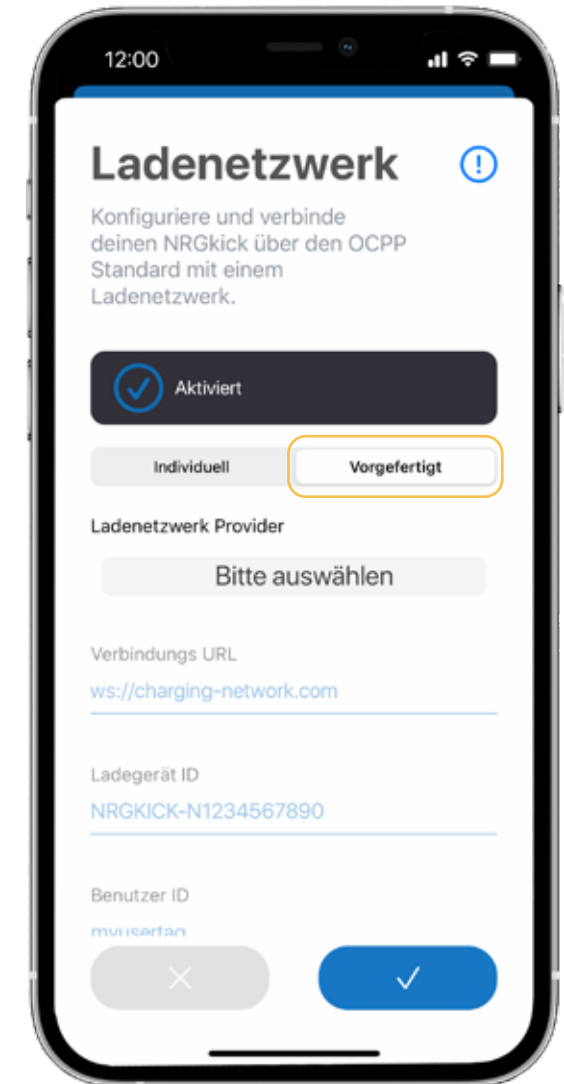 12:00
Ladenetzwerk
Konfiguriere und verbinde
deinen NRGkick über den OCPP
Standard mit einem
Ladenetzwerk.
Aktiviert
Individuell Vorgefertigt
Ladenetzwerk Provider
Bitte auswählen
Verbindungs URL
ws://charging-network.com
Ladegerät ID
NRGKICK-N1234567890
Benutzer ID
myusertag